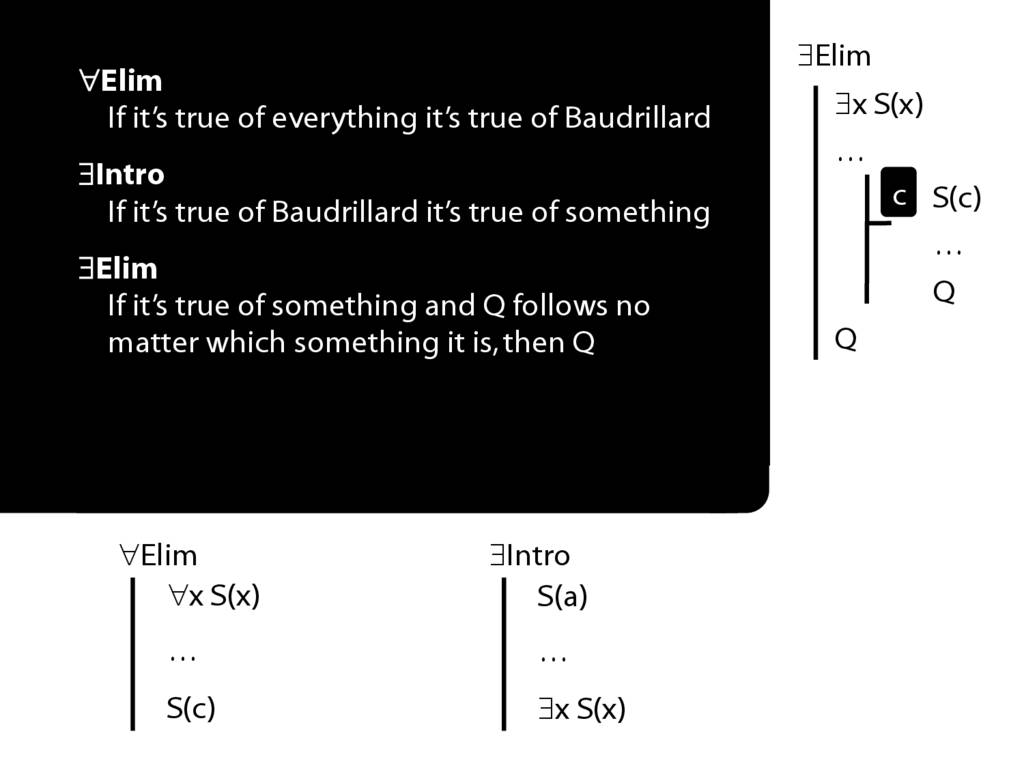 ∀Elim
If it's true of everything it's true of Baudrillard
∃Intro
If it's true of Baudrillard it's true of something
∃Elim
If it's true of something and Q follows no
matter which something it is, then Q
∃Elim
∃x S(x)
...
c S(c)
...
Q
Q
∀Elim
∀x S(x)
...
S(c)
∃Intro
S(a)
...
∃x S(x)